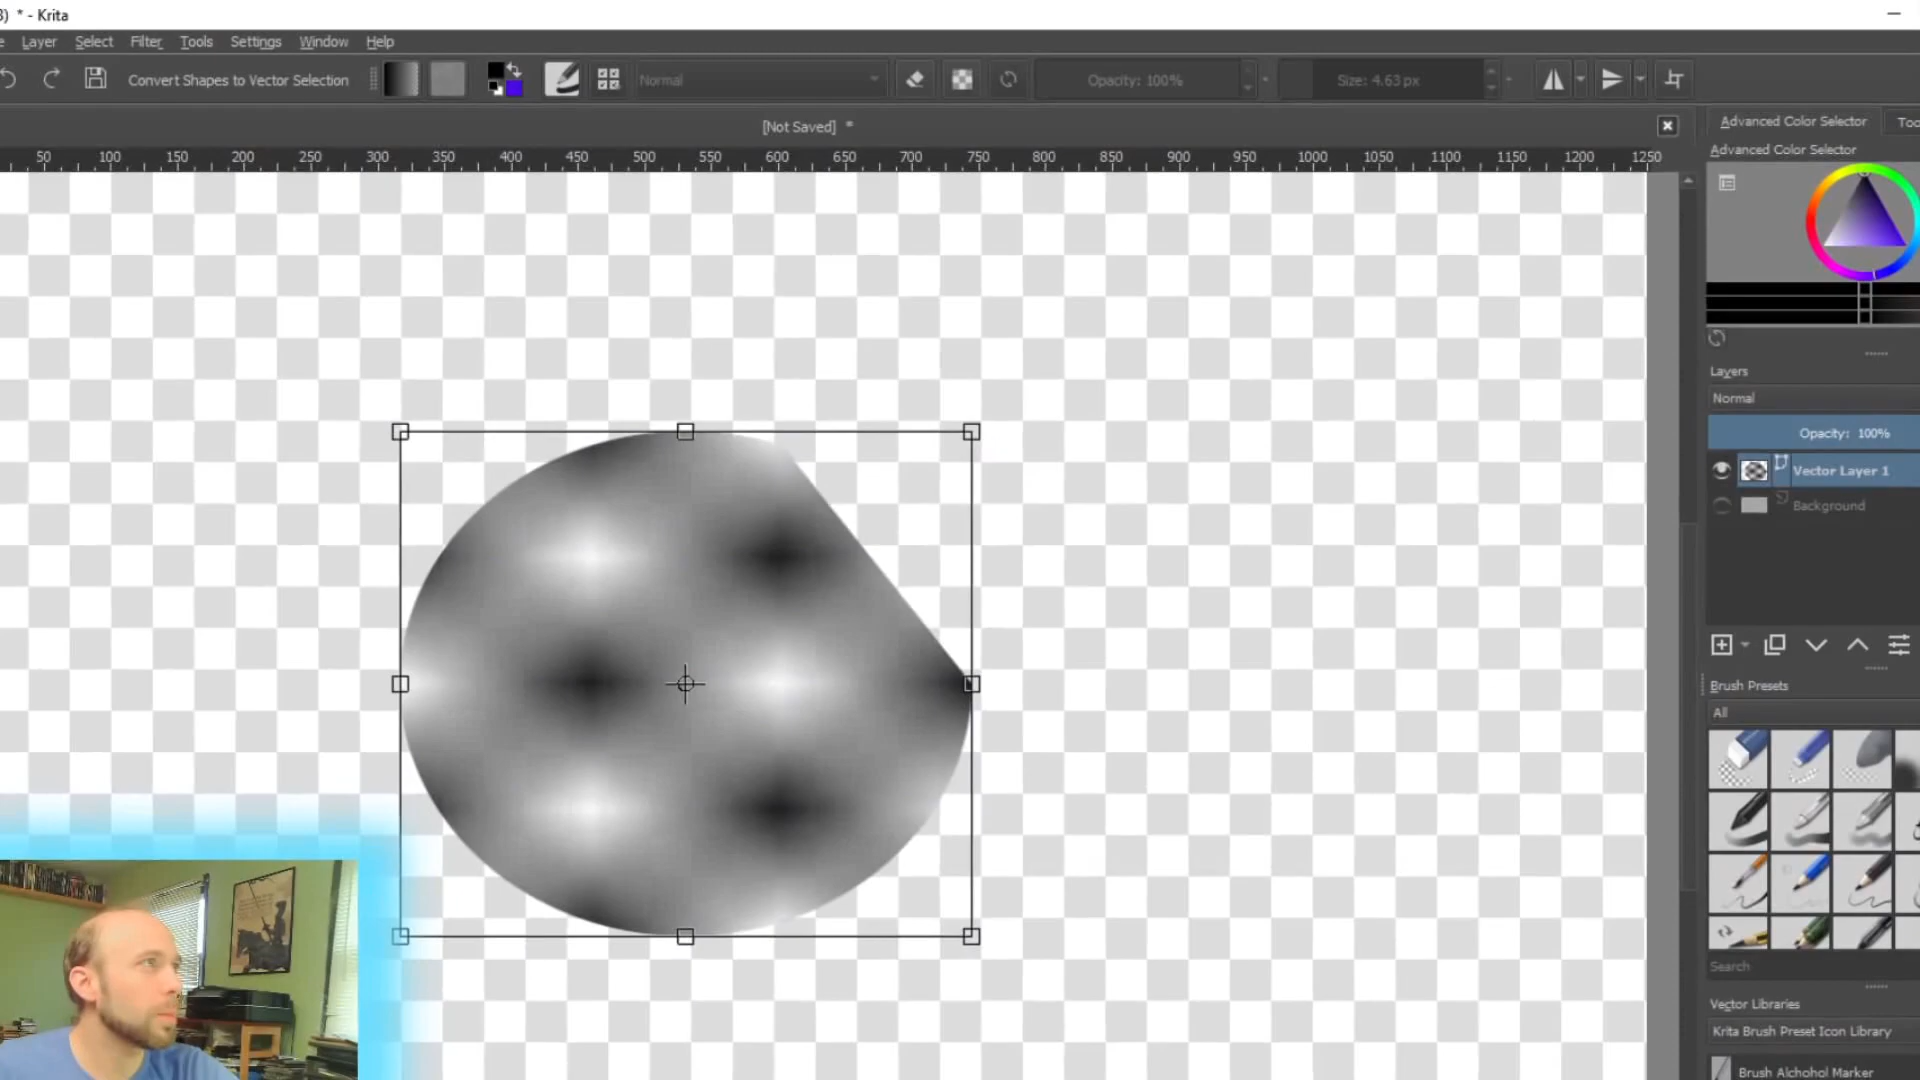 3) * - Krita
e Layer Select Filter Tools Settings Window Help
Convert Shapes to Vector Selection Normal Opacity: 100% Size: 4.63 px
[Not Saved] *
50 100 150 200 250 300 350 400 450 500 550 600 650 700 750 800 850 900 950 1000 1050 1100 1150 1200 1250
Advanced Color Selector Too
Advanced Color Selector
Layers
Normal
Opacity: 100%
Vector Layer 1
Background
Brush Presets
All
Search
Vector Libraries
Krita Brush Preset Icon Library
Brush Alchohol Marker